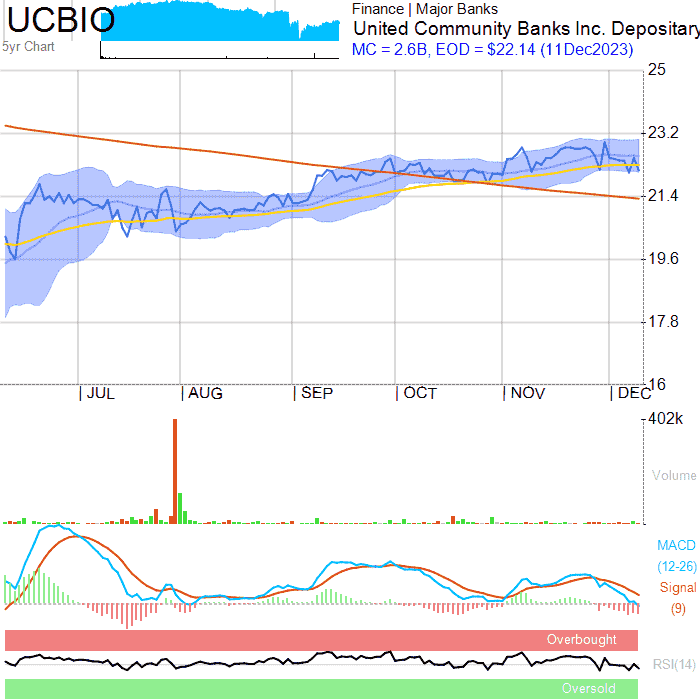 UCBIO
5yr Chart
Finance | Major Banks
United Community Banks Inc. Depositary
MC = 2.6B, EOD = $22.14 (11Dec2023)
25
23.2
21.4
19.6
17.8
16
| JUL | AUG | SEP | OCT | NOV | DEC
402k
Volume
MACD
(12-26)
Signal
(9)
Overbought
RSI(14)
Oversold